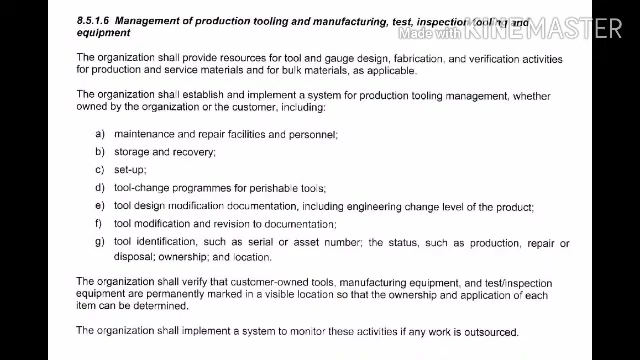 8.5.1.6 Management of production tooling and manufacturing, test, inspection tooling and
equipment
Made with KINEMASTER
The organization shall provide resources for tool and gauge design, fabrication, and verification activities
for production and service materials and for bulk materials, as applicable.
The organization shall establish and implement a system for production tooling management, whether
owned by the organization or the customer, including:
a) maintenance and repair facilities and personnel;
b) storage and recovery;
c) set-up;
d) tool-change programmes for perishable tools;
e) tool design modification documentation, including engineering change level of the product;
f) tool modification and revision to documentation;
g) tool identification, such as serial or asset number; the status, such as production, repair or
disposal; ownership; and location.
The organization shall verify that customer-owned tools, manufacturing equipment, and test/inspection
equipment are permanently marked in a visible location so that the ownership and application of each
item can be determined.
The organization shall implement a system to monitor these activities if any work is outsourced.